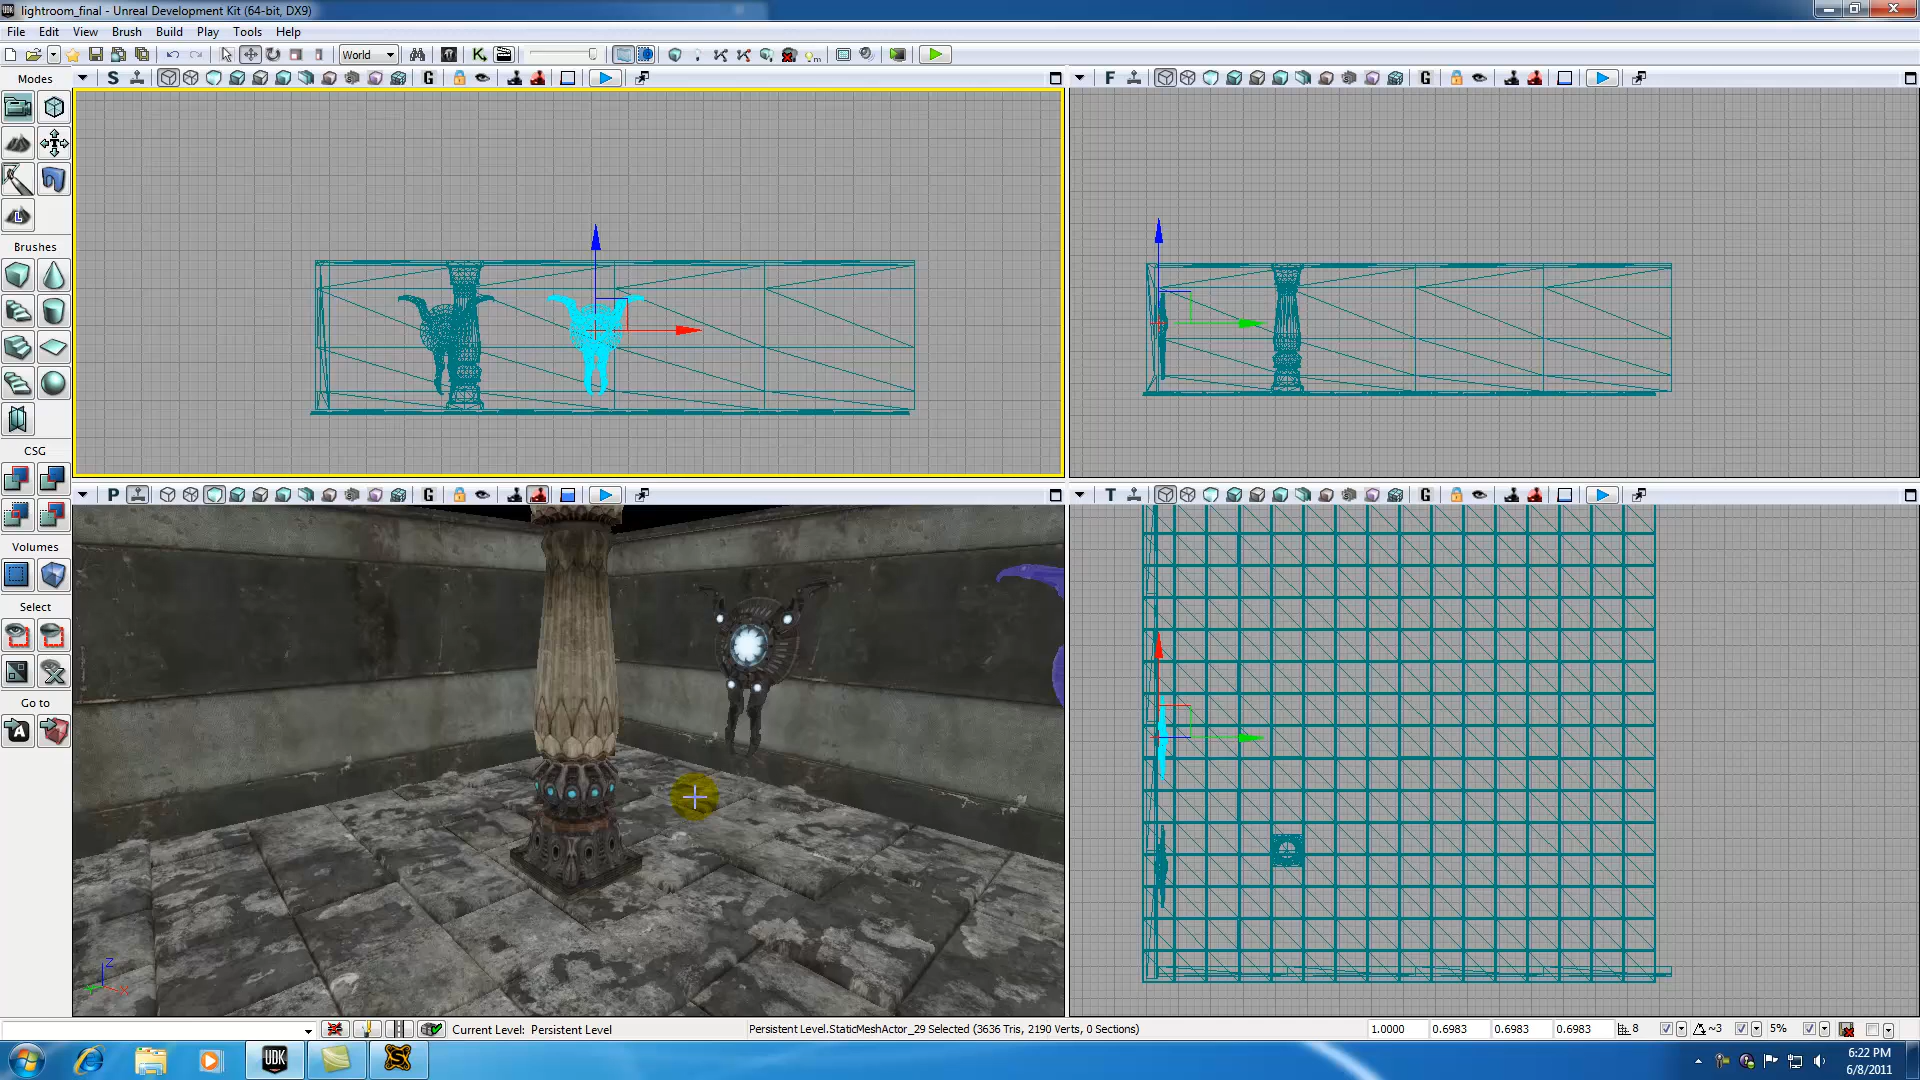 lightroom_final - Unreal Development Kit (64-bit, DX9)
File Edit View Brush Build Play Tools Help
World
Modes
S G
F G
Brushes
CSG
P G
T G
Volumes
Select
Go to
A
Z
X
Y
Current Level: Persistent Level
Persistent Level.StaticMeshActor_29 Selected (3636 Tris, 2190 Verts, 0 Sections)
1.0000 0.6983 0.6983 0.6983 8 ~3 5%
UDK
6:22 PM
6/8/2011